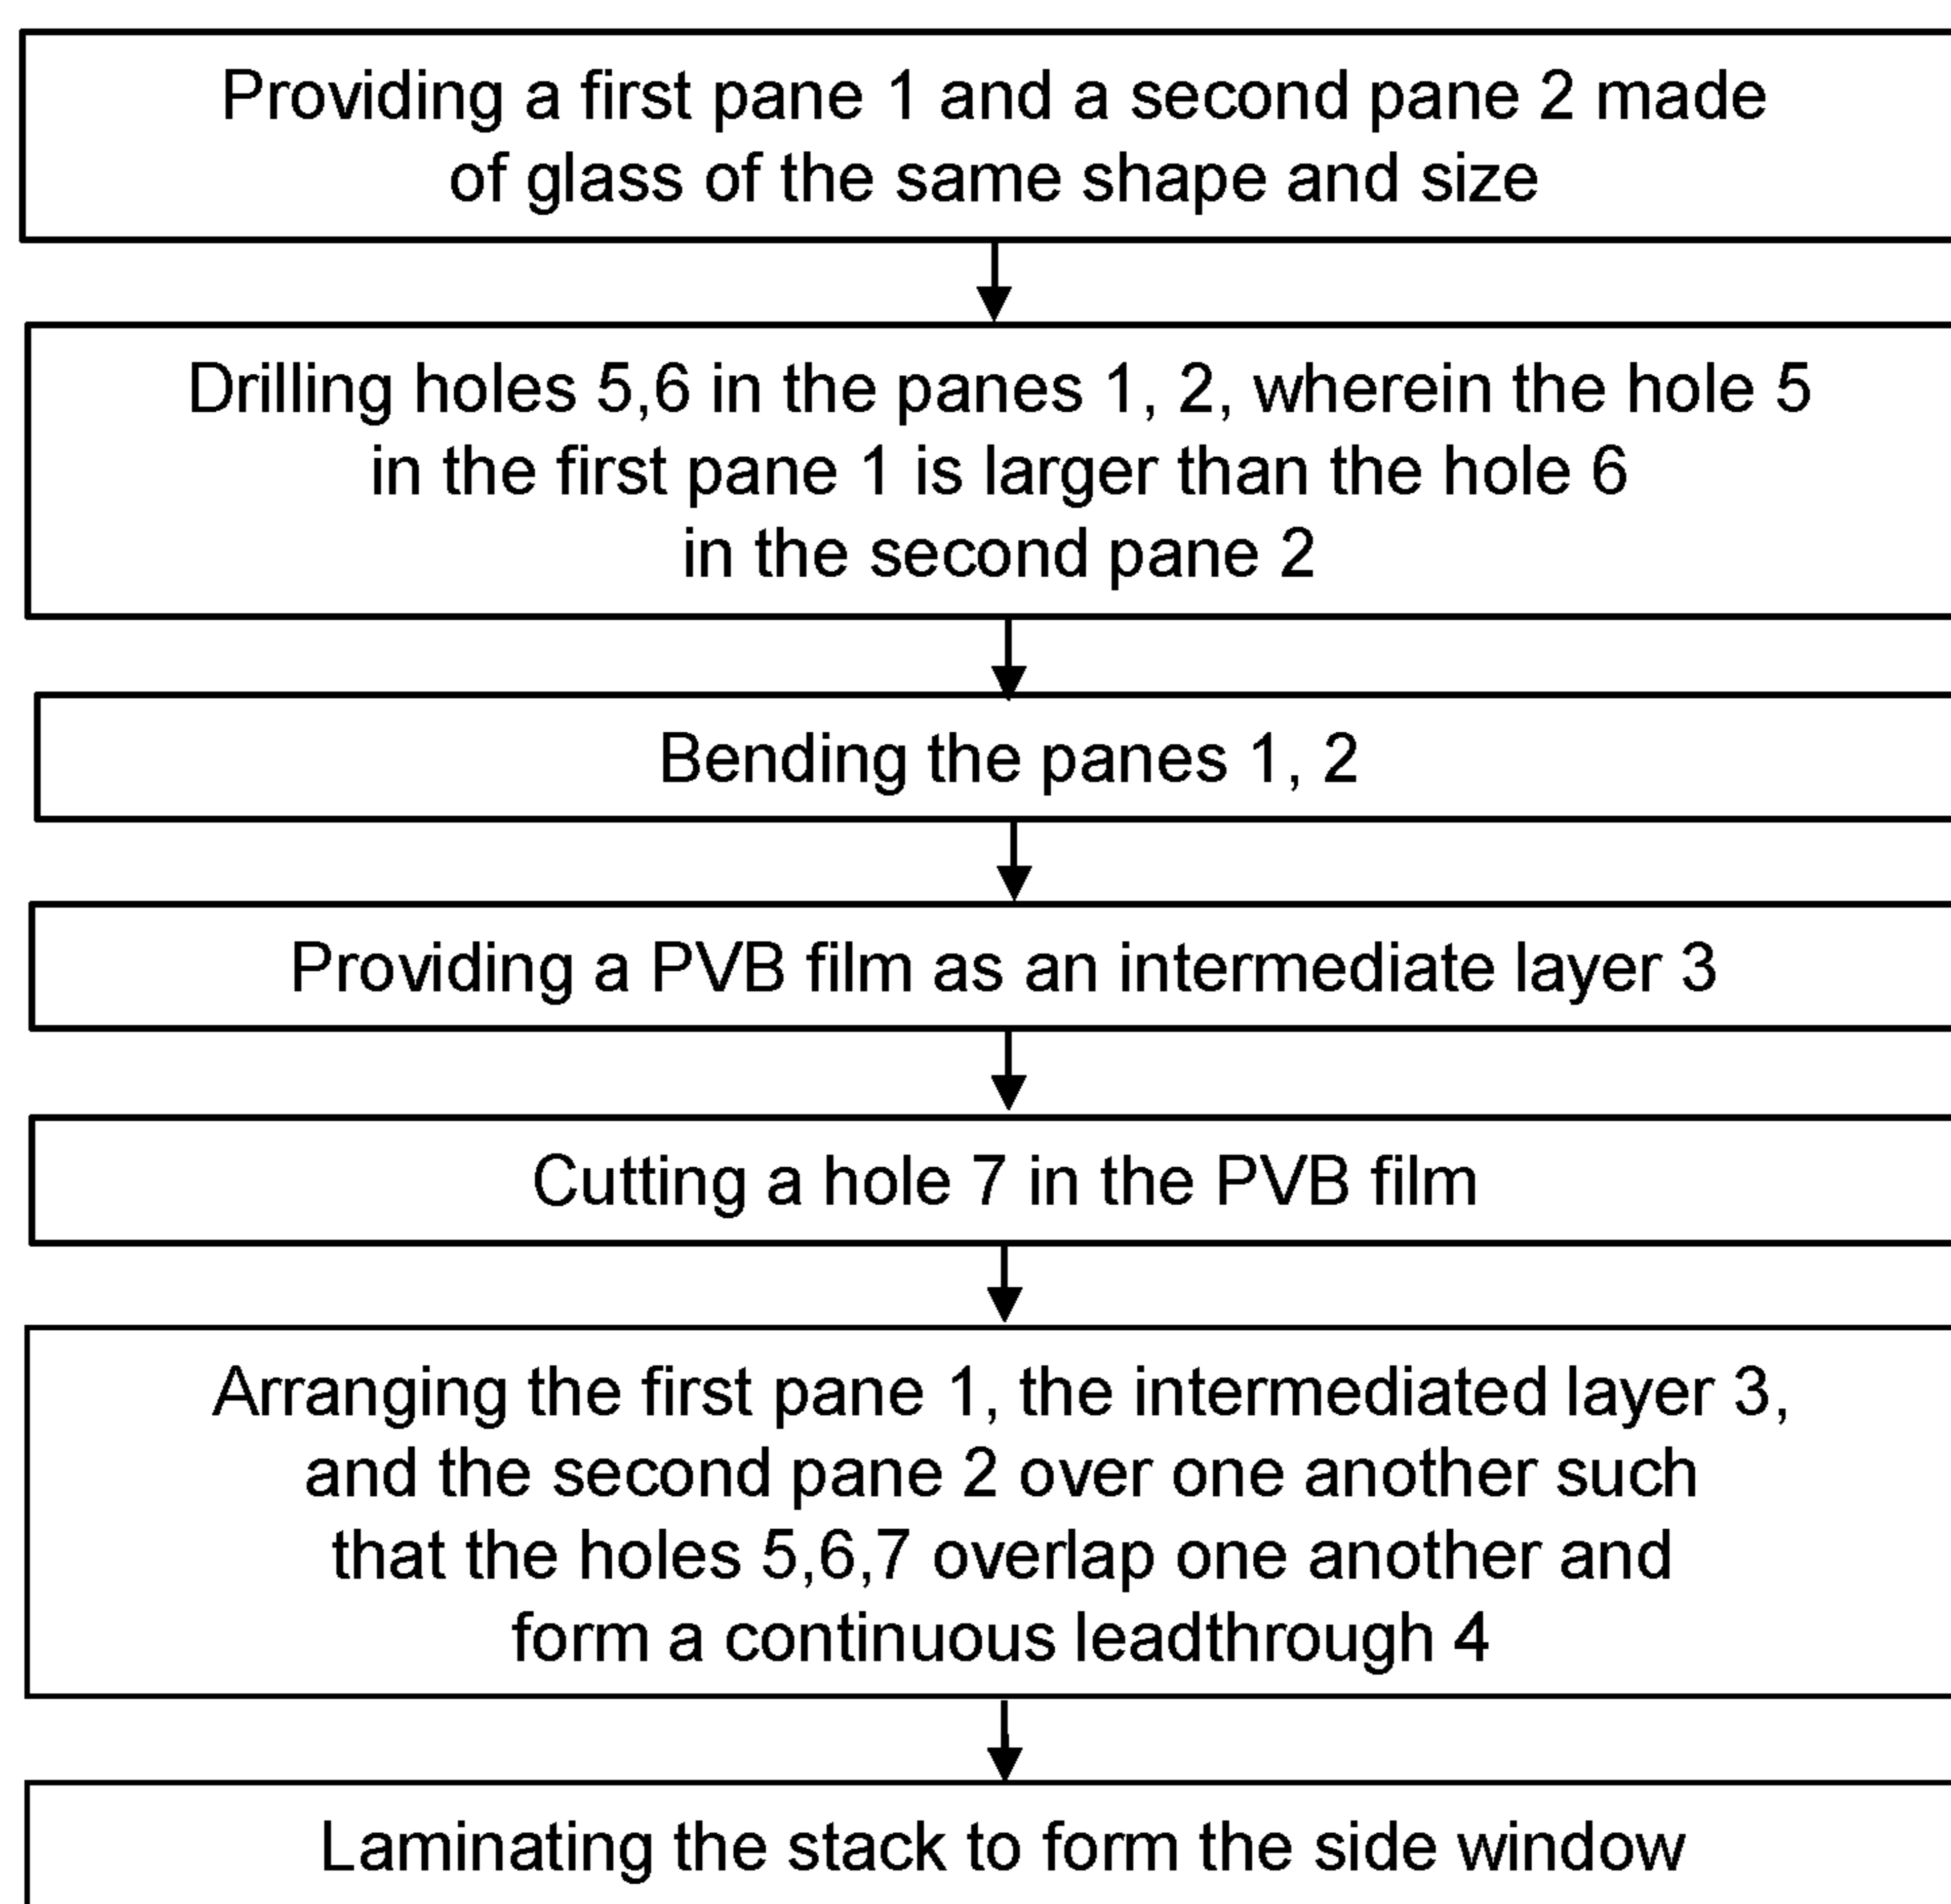 Providing a first pane 1 and a second pane 2 made
of glass of the same shape and size
Drilling holes 5,6 in the panes 1, 2, wherein the hole 5
in the first pane 1 is larger than the hole 6
in the second pane 2
Bending the panes 1, 2
Providing a PVB film as an intermediate layer 3
Cutting a hole 7 in the PVB film
Arranging the first pane 1, the intermediated layer 3,
and the second pane 2 over one another such
that the holes 5,6,7 overlap one another and
form a continuous leadthrough 4
Laminating the stack to form the side window